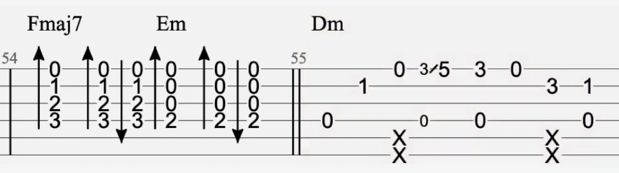 Fmaj7 Em Dm
54 55
0 0 0 0 0 0 0 3/5 3 0
1 1 1 0 0 0 1 3 1
2 2 2 0 0 0
3 3 3 2 2 2 0 0 0 0
X X
X X